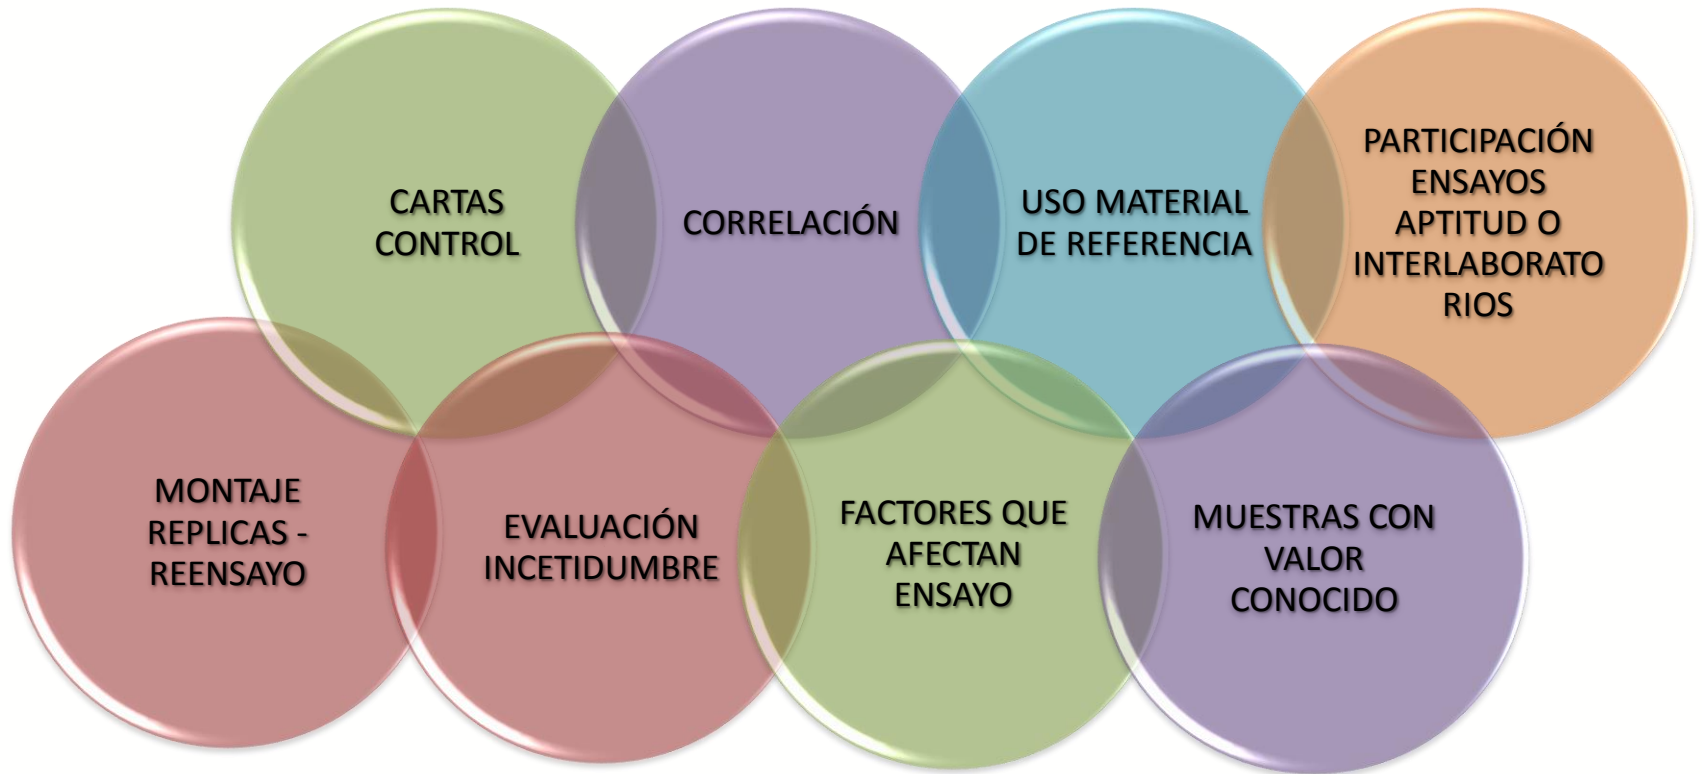 CARTAS
CONTROL
CORRELACIÓN
USO MATERIAL
DE REFERENCIA
PARTICIPACIÓN
ENSAYOS
APTITUD O
INTERLABORATO
RIOS
MONTAJE
REPLICAS -
REENSAYO
EVALUACIÓN
INCETIDUMBRE
FACTORES QUE
AFECTAN
ENSAYO
MUESTRAS CON
VALOR
CONOCIDO